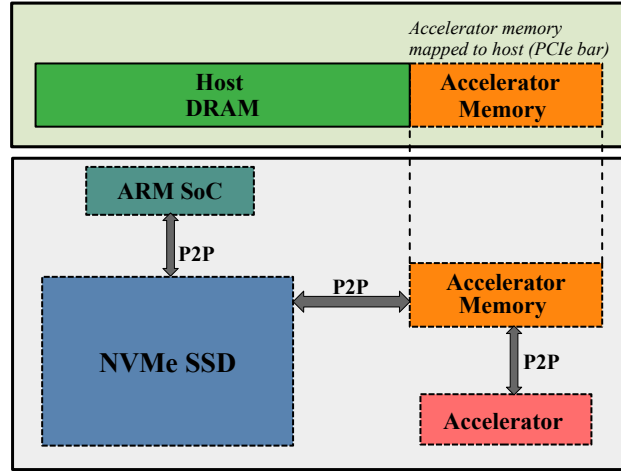 Accelerator memory
mapped to host (PCIe bar)
Host
DRAM
Accelerator
Memory
ARM SoC
P2P
P2P
Accelerator
Memory
NVMe SSD
P2P
Accelerator